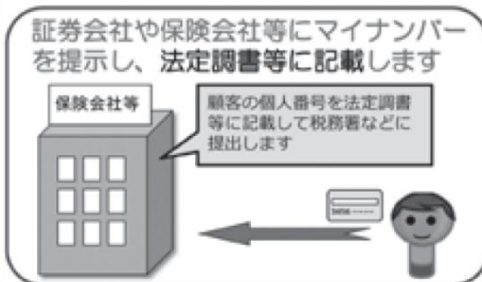 証券会社や保険会社等にマイナンバー
を提示し、法定調書等に記載します
保険会社等
顧客の個人番号を法定調書
等に記載して税務署などに
提出します